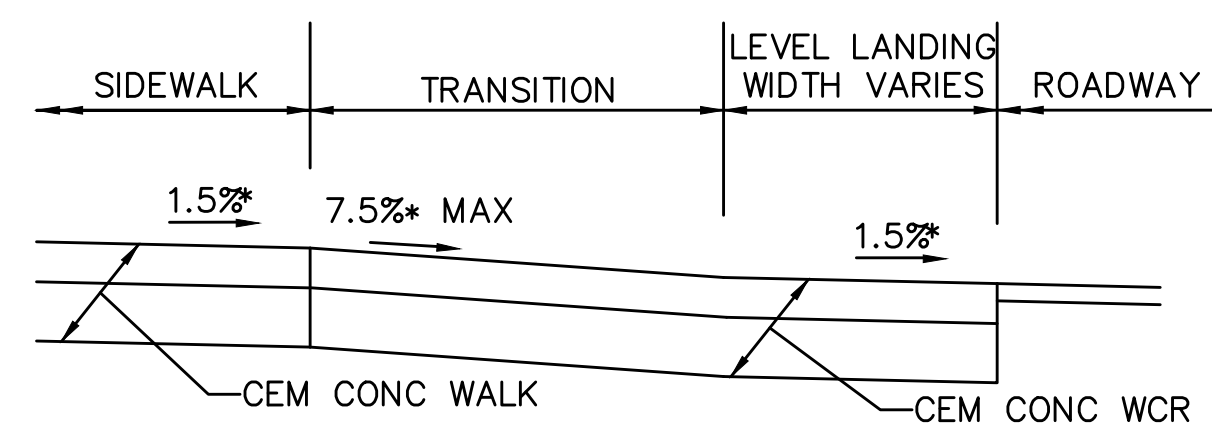 SIDEWALK
TRANSITION
LEVEL LANDING
WIDTH VARIES
ROADWAY
1.5%*
7.5%* MAX
1.5%*
CEM CONC WALK
CEM CONC WCR